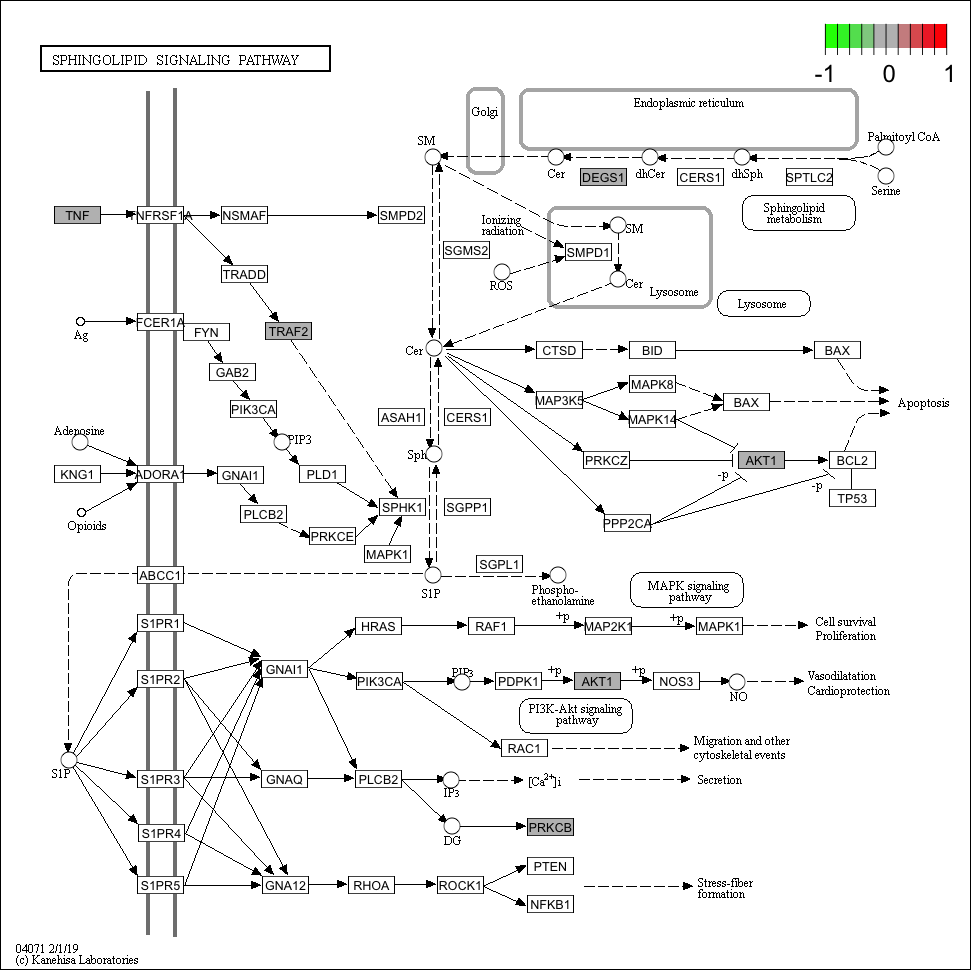 SPHINGOLIPID SIGNALING PATHWAY
-1 0 1
Golgi
Endoplasmic reticulum
SM
Palmitoyl CoA
Cer
dhCer
dhSph
DEGS1
CERS1
SPTLC2
Serine
Sphingolipid
metabolism
TNF
TNFRSF1A
NSMAF
SMPD2
Ionizing
radiation
SM
SGMS2
SMPD1
TRADD
ROS
Cer
Lysosome
Lysosome
FCER1A
FYN
TRAF2
Ag
Cer
CTSD
BID
BAX
GAB2
MAPK8
PIK3CA
MAP3K5
BAX
Apoptosis
ASAH1
CERS1
MAPK14
Adenosine
PIP3
Sph
PRKCZ
AKT1
BCL2
KNG1
ADORA1
GNAI1
PLD1
-p
-p
TP53
PLCB2
SPHK1
SGPP1
Opioids
PPP2CA
PRKCE
MAPK1
SGPL1
ABCC1
S1P
Phospho-
ethanolamine
MAPK signaling
pathway
S1PR1
HRAS
RAF1
+p
MAP2K1
+p
MAPK1
Cell survival
Proliferation
GNAI1
S1PR2
PIK3CA
PIP3
PDPK1
+p
AKT1
+p
NOS3
NO
Vasodilatation
Cardioprotection
PI3K-Akt signaling
pathway
RAC1
Migration and other
cytoskeletal events
S1P
S1PR3
GNAQ
PLCB2
IP3
[Ca2+]i
Secretion
S1PR4
DG
PRKCB
PTEN
S1PR5
GNA12
RHOA
ROCK1
Stress-fiber
formation
NFKB1
04071 2/1/19
(c) Kanehisa Laboratories